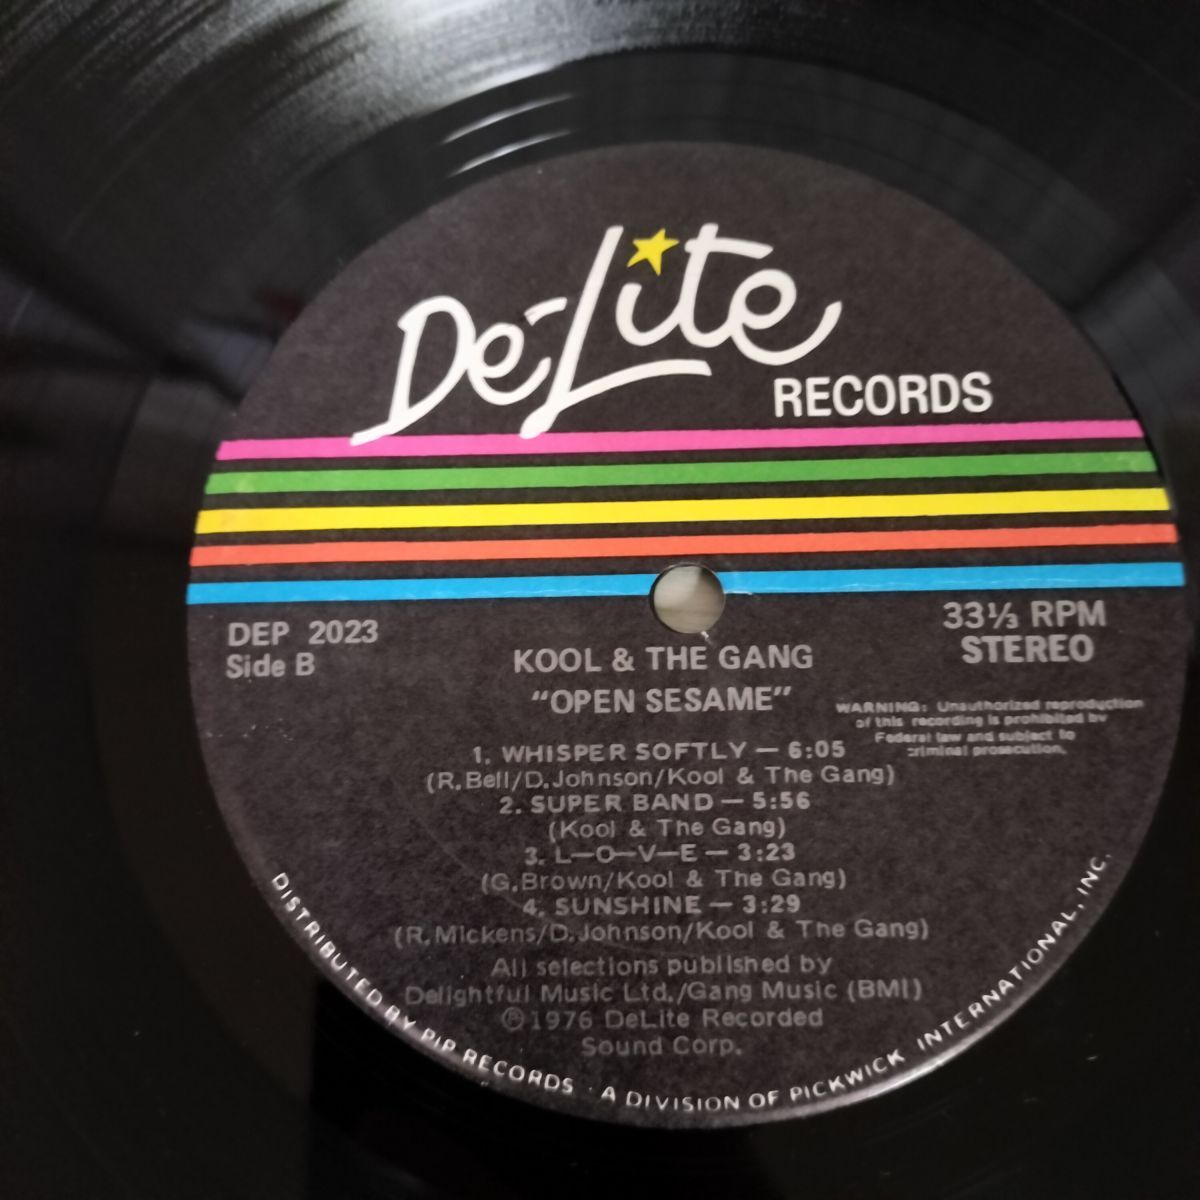 De-Lite
RECORDS
DEP 2023
Side B
33⅓ RPM
STEREO
KOOL & THE GANG
"OPEN SESAME"
WARNING: Unauthorized reproduction
of this recording is prohibited by
Federal law and subject to
criminal prosecution.
1. WHISPER SOFTLY — 6:05
(R.Bell/D.Johnson/Kool & The Gang)
2. SUPER BAND — 5:56
(Kool & The Gang)
3. L—O—V—E — 3:23
(G.Brown/Kool & The Gang)
4. SUNSHINE — 3:29
(R.Mickens/D.Johnson/Kool & The Gang)
All selections published by
Delightful Music Ltd./Gang Music (BMI)
℗1976 DeLite Recorded
Sound Corp.
DISTRIBUTED BY PIP RECORDS · A DIVISION OF PICKWICK INTERNATIONAL, INC.